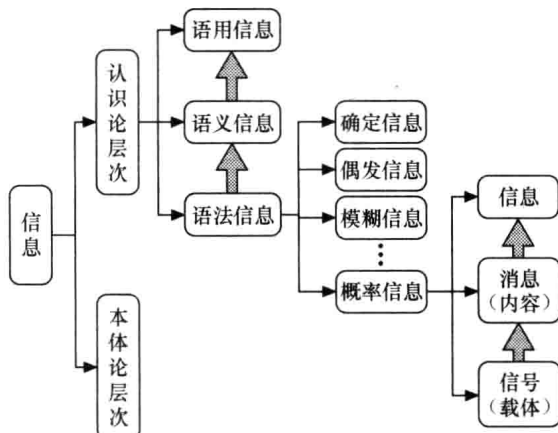 信息
认识论层次
本体论层次
语用信息
语义信息
语法信息
确定信息
偶发信息
模糊信息
⋮
概率信息
信息
消息
（内容）
信号
（载体）